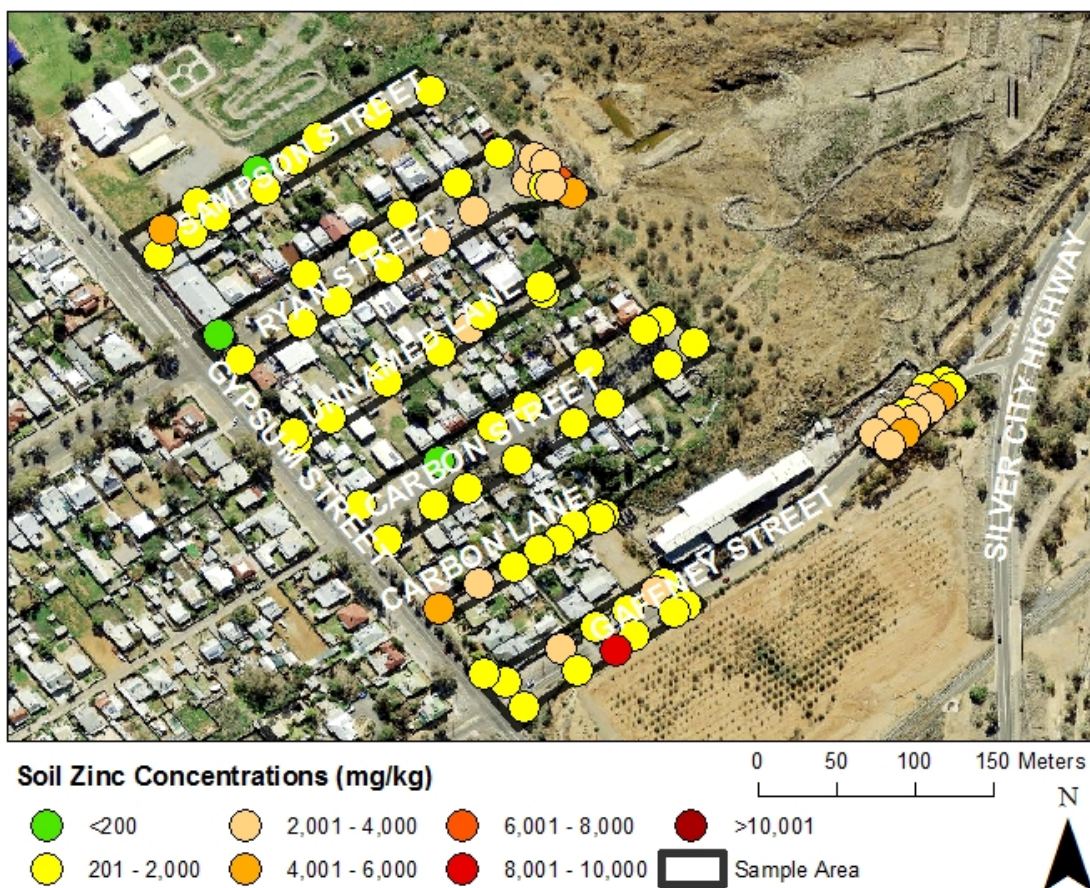 SAMPSON STREET
RYAN STREET
UNNAMED LANE
GYPSUM STREET
CARBON STREET
CARBON LANE
GAFFNEY STREET
SILVER CITY HIGHWAY
Soil Zinc Concentrations (mg/kg)
0 50 100 150 Meters
N
<200 2,001 - 4,000 6,001 - 8,000 >10,001
201 - 2,000 4,001 - 6,000 8,001 - 10,000 Sample Area